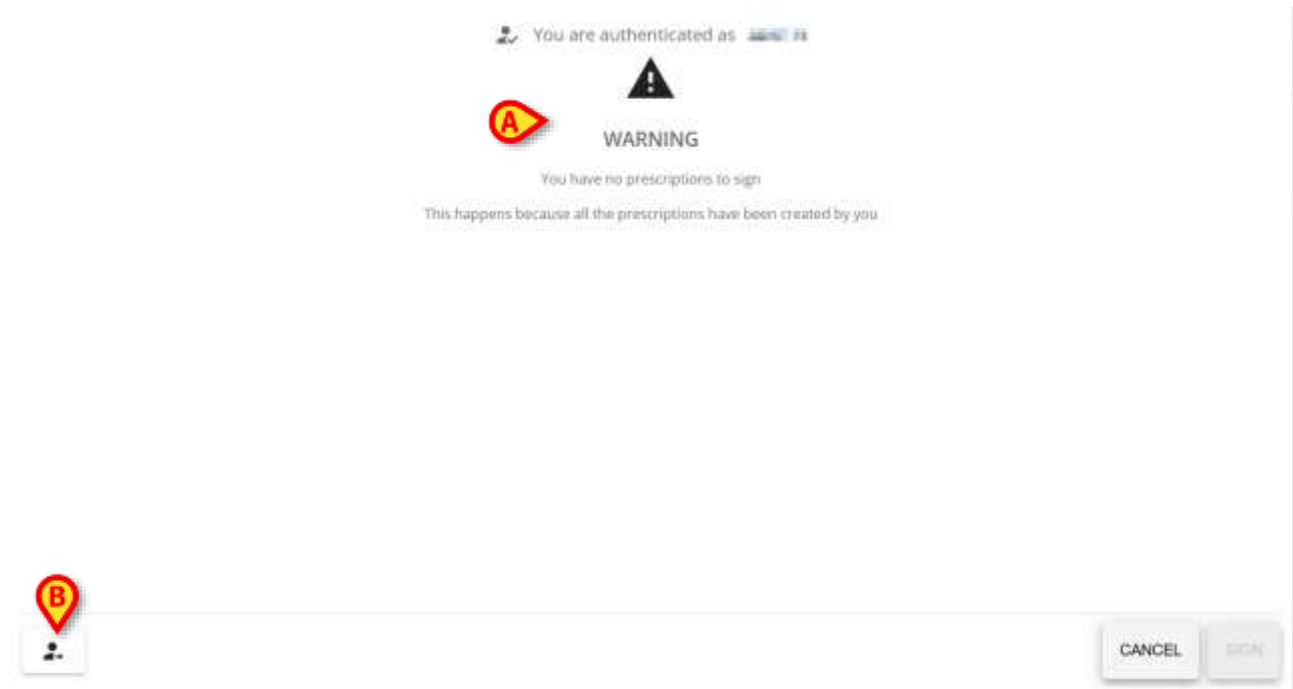 You are authenticated as
A
WARNING
You have no prescriptions to sign
This happens because all the prescriptions have been created by you
B
CANCEL SIGN